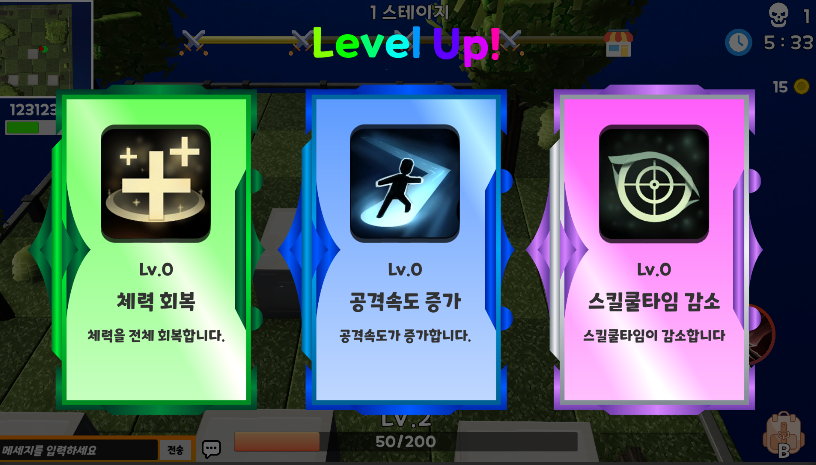 1 스테이지
Level Up!
1
5:33
15
123123
Lv.0
체력 회복
체력을 전체 회복합니다.
Lv.0
공격속도 증가
공격속도가 증가합니다.
Lv.0
스킬쿨타임 감소
스킬쿨타임이 감소합니다
LV.2
50/200
메세지를 입력하세요
전송
B